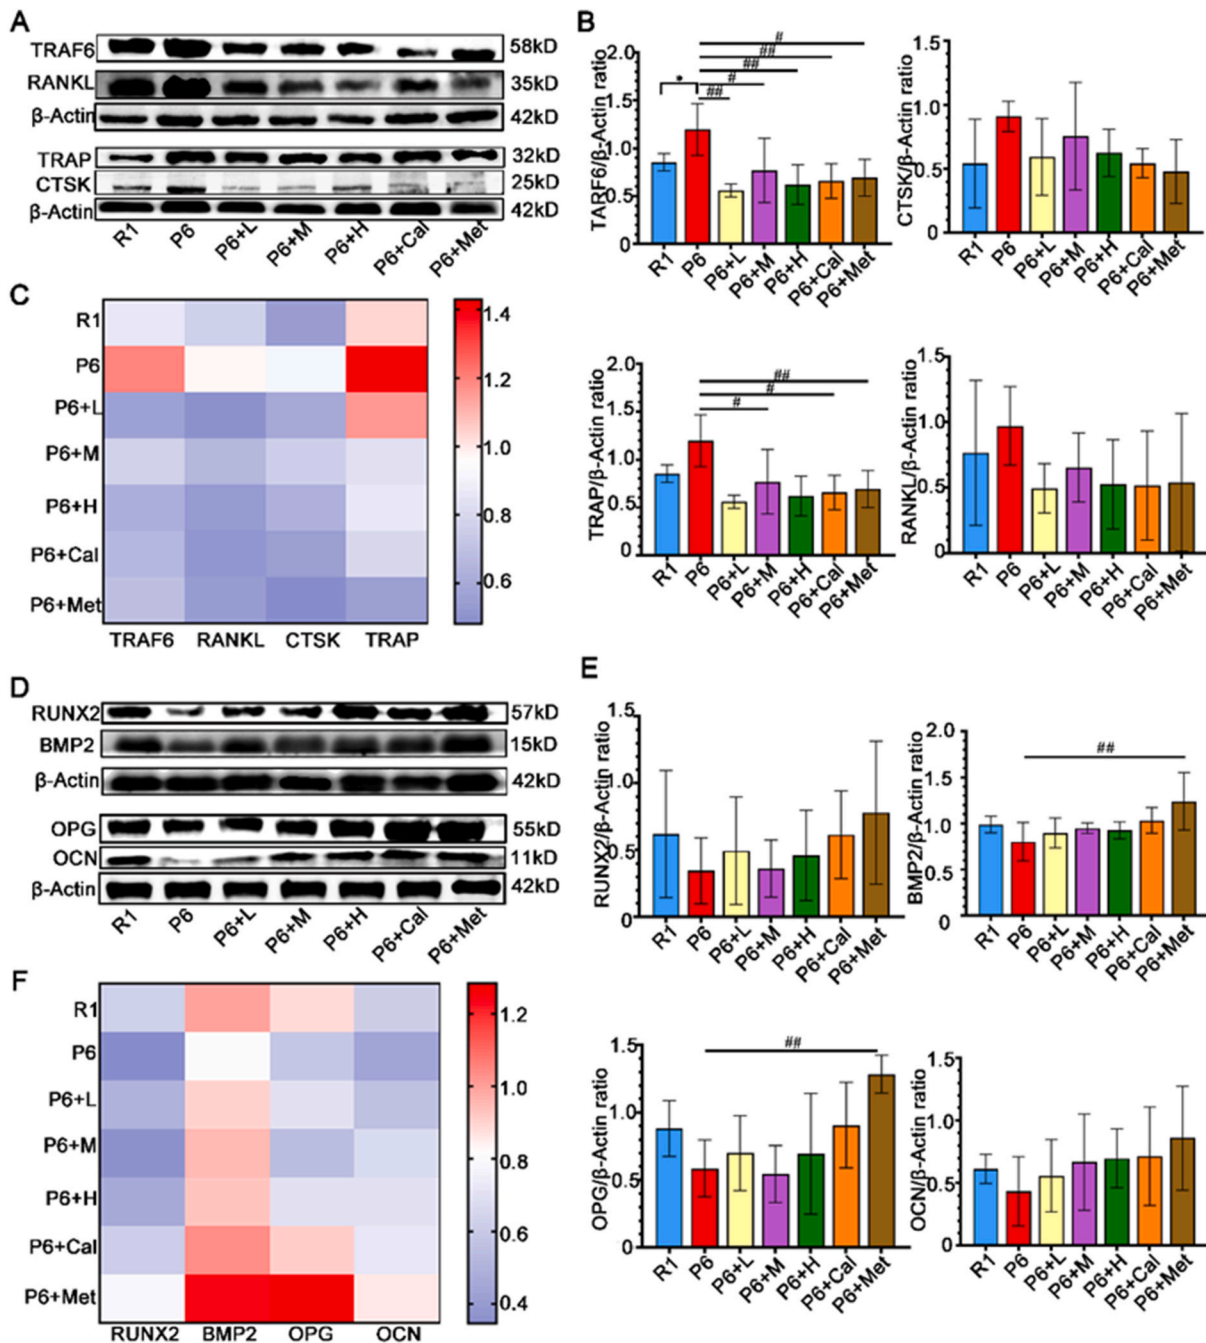 A
TRAF6 58kD
RANKL 35kD
β-Actin 42kD
TRAP 32kD
CTSK 25kD
β-Actin 42kD
R1 P6 P6+L P6+M P6+H P6+Cal P6+Met
B
TARF6/β-Actin ratio
2.0
1.5
1.0
0.5
0
#
##
##
#
* ##
R1 P6 P6+L P6+M P6+H P6+Cal P6+Met
CTSK/β-Actin ratio
1.5
1.0
0.5
0
R1 P6 P6+L P6+M P6+H P6+Cal P6+Met
TRAP/β-Actin ratio
2.0
1.5
1.0
0.5
0
##
#
#
R1 P6 P6+L P6+M P6+H P6+Cal P6+Met
RANKL/β-Actin ratio
1.5
1.0
0.5
0
R1 P6 P6+L P6+M P6+H P6+Cal P6+Met
C
R1
P6
P6+L
P6+M
P6+H
P6+Cal
P6+Met
TRAF6 RANKL CTSK TRAP
1.4
1.2
1.0
0.8
0.6
D
RUNX2 57kD
BMP2 15kD
β-Actin 42kD
OPG 55kD
OCN 11kD
β-Actin 42kD
R1 P6 P6+L P6+M P6+H P6+Cal P6+Met
E
RUNX2/β-Actin ratio
1.5
1.0
0.5
0
R1 P6 P6+L P6+M P6+H P6+Cal P6+Met
BMP2/β-Actin ratio
2.0
1.5
1.0
0.5
0
##
R1 P6 P6+L P6+M P6+H P6+Cal P6+Met
OPG/β-Actin ratio
1.5
1.0
0.5
0
##
R1 P6 P6+L P6+M P6+H P6+Cal P6+Met
OCN/β-Actin ratio
1.5
1.0
0.5
0
R1 P6 P6+L P6+M P6+H P6+Cal P6+Met
F
R1
P6
P6+L
P6+M
P6+H
P6+Cal
P6+Met
RUNX2 BMP2 OPG OCN
1.2
1.0
0.8
0.6
0.4